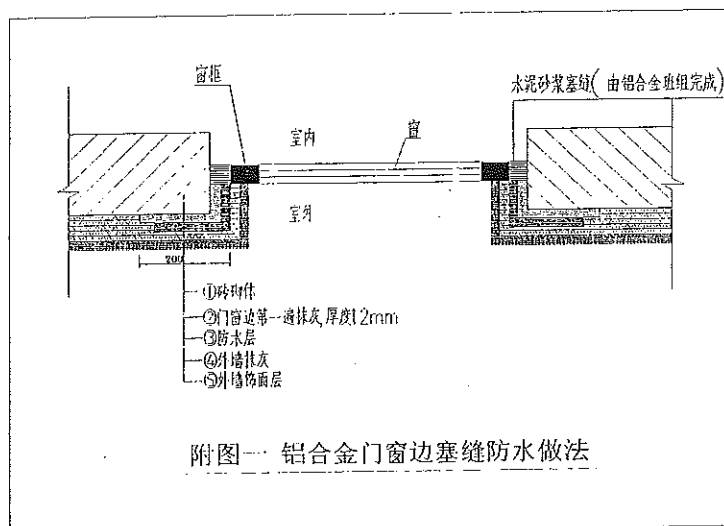 窗框
水泥砂浆塞缝(由铝合金班组完成)
室内
窗
室外
200
①砖砌体
②门窗边第一遍抹灰,厚度12mm
③防水层
④外墙抹灰
⑤外墙饰面层
附图一 铝合金门窗边塞缝防水做法